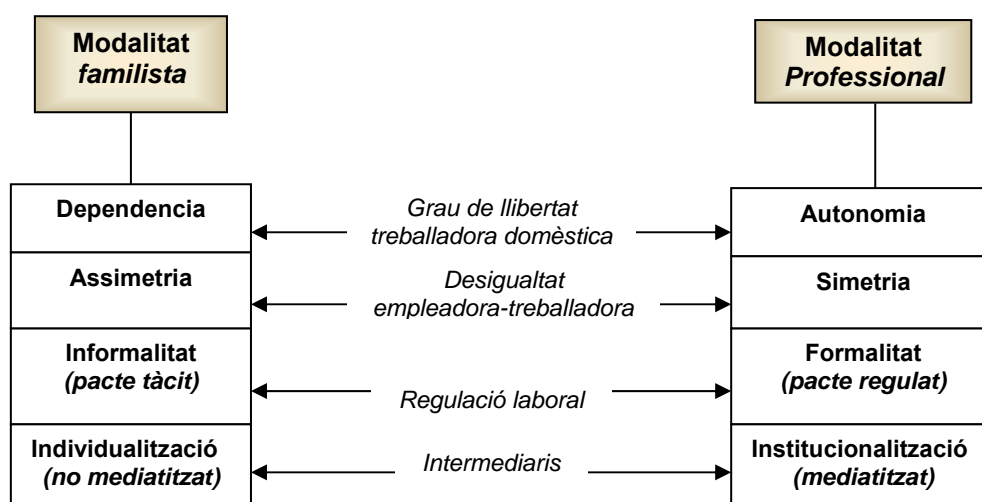 Modalitat
familista
Modalitat
Professional
Dependencia
Grau de llibertat
treballadora domèstica
Autonomia
Assimetria
Desigualtat
empleadora-treballadora
Simetria
Informalitat
(pacte tàcit)
Regulació laboral
Formalitat
(pacte regulat)
Individualització
(no mediatitzat)
Intermediaris
Institucionalització
(mediatitzat)